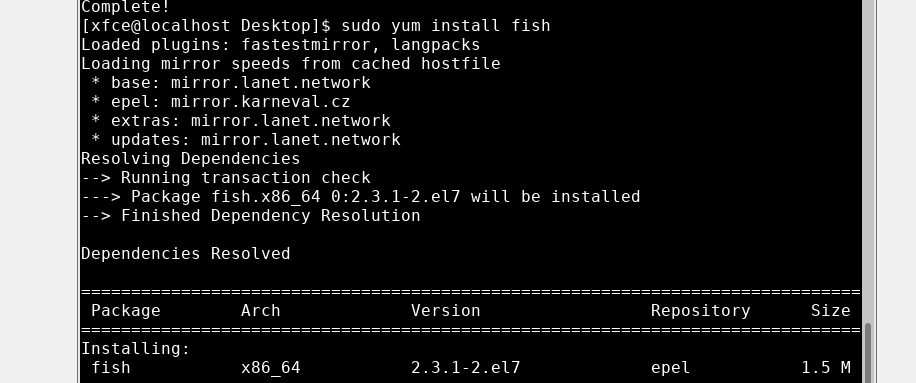 Complete!
[xfce@localhost Desktop]$ sudo yum install fish
Loaded plugins: fastestmirror, langpacks
Loading mirror speeds from cached hostfile
 * base: mirror.lanet.network
 * epel: mirror.karneval.cz
 * extras: mirror.lanet.network
 * updates: mirror.lanet.network
Resolving Dependencies
--> Running transaction check
---> Package fish.x86_64 0:2.3.1-2.el7 will be installed
--> Finished Dependency Resolution

Dependencies Resolved

==============================================================================
 Package        Arch             Version                 Repository      Size
==============================================================================
Installing:
 fish           x86_64           2.3.1-2.el7             epel           1.5 M